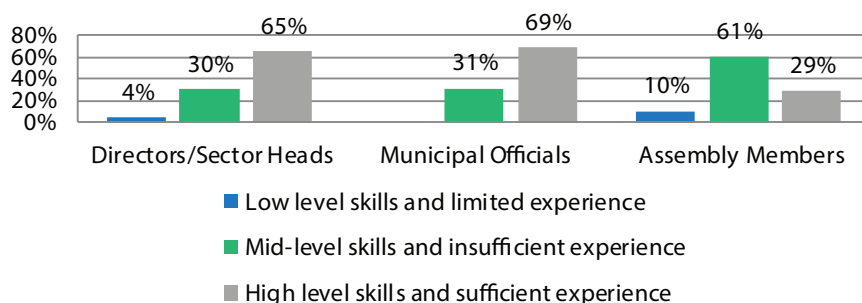 80%
60%
40%
20%
0%
4%
30%
65%
31%
69%
10%
61%
29%
Directors/Sector Heads
Municipal Officials
Assembly Members
Low level skills and limited experience
Mid-level skills and insufficient experience
High level skills and sufficient experience